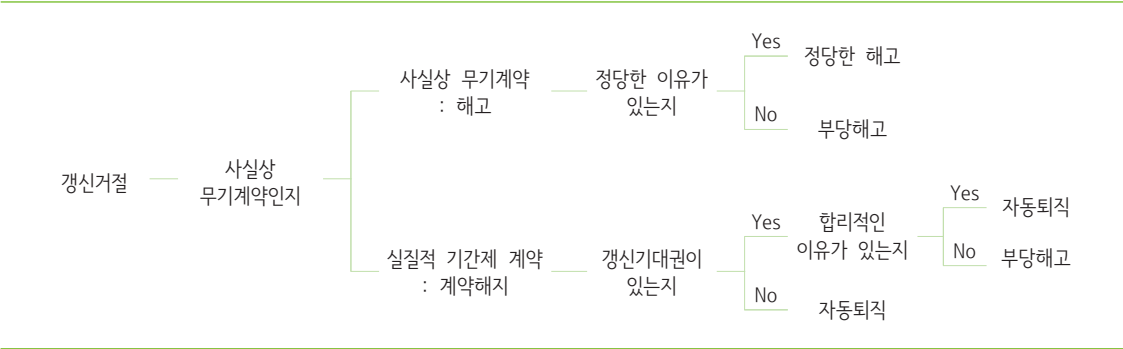 갱신거절
사실상
무기계약인지
사실상 무기계약
: 해고
정당한 이유가
있는지
Yes
정당한 해고
No
부당해고
실질적 기간제 계약
: 계약해지
갱신기대권이
있는지
Yes
합리적인
이유가 있는지
Yes
자동퇴직
No
부당해고
No
자동퇴직